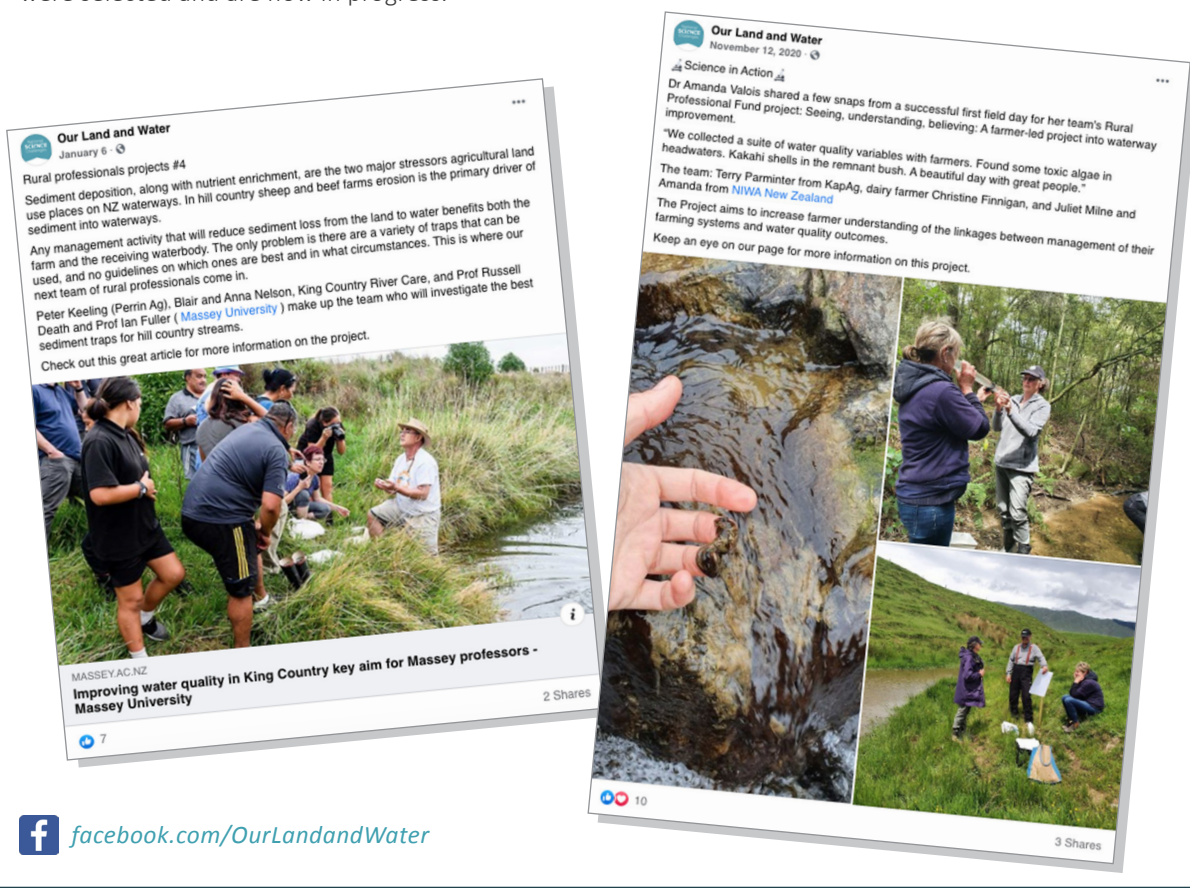 were selected and are now in progress.
Our Land and Water
January 6 ·
Rural professionals projects #4
Sediment deposition, along with nutrient enrichment, are the two major stressors agricultural land
use places on NZ waterways. In hill country sheep and beef farms erosion is the primary driver of
sediment into waterways.
Any management activity that will reduce sediment loss from the land to water benefits both the
farm and the receiving waterbody. The only problem is there are a variety of traps that can be
used, and no guidelines on which ones are best and in what circumstances. This is where our
next team of rural professionals come in.
Peter Keeling (Perrin Ag), Blair and Anna Nelson, King Country River Care, and Prof Russell
Death and Prof Ian Fuller ( Massey University ) make up the team who will investigate the best
sediment traps for hill country streams.
Check out this great article for more information on the project.
MASSEY.AC.NZ
Improving water quality in King Country key aim for Massey professors -
Massey University
7
2 Shares
Our Land and Water
November 12, 2020 ·
Science in Action
Dr Amanda Valois shared a few snaps from a successful first field day for her team's Rural
Professional Fund project: Seeing, understanding, believing: A farmer-led project into waterway
improvement.
"We collected a suite of water quality variables with farmers. Found some toxic algae in
headwaters. Kakahi shells in the remnant bush. A beautiful day with great people."
The team: Terry Parminter from KapAg, dairy farmer Christine Finnigan, and Juliet Milne and
Amanda from NIWA New Zealand
The Project aims to increase farmer understanding of the linkages between management of their
farming systems and water quality outcomes.
Keep an eye on our page for more information on this project.
10
3 Shares
facebook.com/OurLandandWater